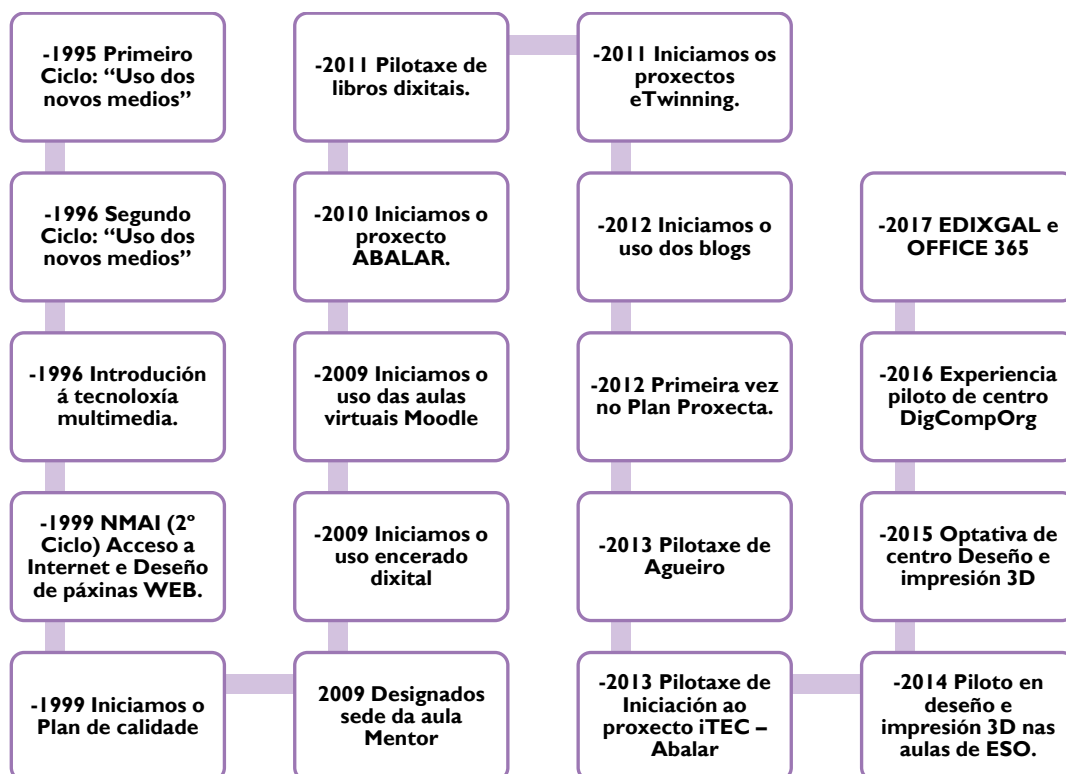 -1995 Primeiro
Ciclo: “Uso dos
novos medios”
-1996 Segundo
Ciclo: “Uso dos
novos medios”
-1996 Introdución
á tecnoloxía
multimedia.
-1999 NMAI (2º
Ciclo) Acceso a
Internet e Deseño
de páxinas WEB.
-1999 Iniciamos o
Plan de calidade
2009 Designados
sede da aula
Mentor
-2009 Iniciamos o
uso encerado
dixital
-2009 Iniciamos o
uso das aulas
virtuais Moodle
-2010 Iniciamos o
proxecto
ABALAR.
-2011 Pilotaxe de
libros dixitais.
-2011 Iniciamos os
proxectos
eTwinning.
-2012 Iniciamos o
uso dos blogs
-2012 Primeira vez
no Plan Proxecta.
-2013 Pilotaxe de
Agueiro
-2013 Pilotaxe de
Iniciación ao
proxecto iTEC –
Abalar
-2014 Piloto en
deseño e
impresión 3D nas
aulas de ESO.
-2015 Optativa de
centro Deseño e
impresión 3D
-2016 Experiencia
piloto de centro
DigCompOrg
-2017 EDIXGAL e
OFFICE 365